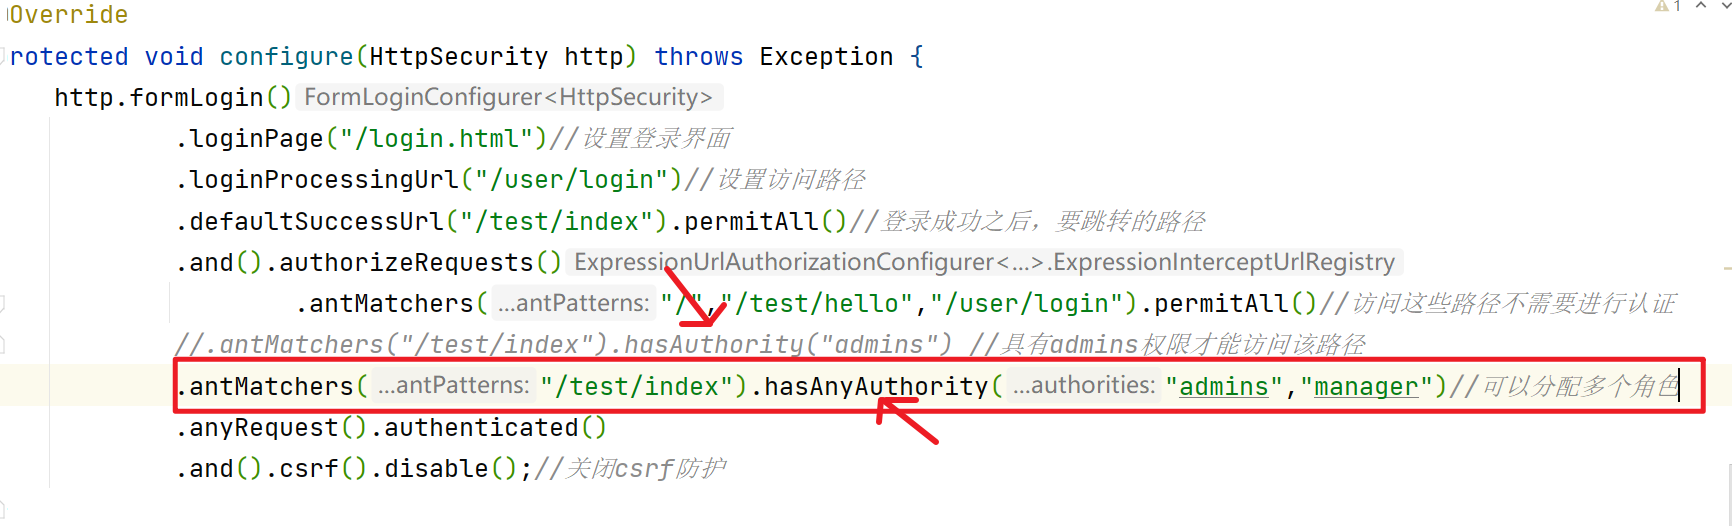 Override
rotected void configure(HttpSecurity http) throws Exception {
http.formLogin() FormLoginConfigurer<HttpSecurity>
.loginPage("/login.html")//设置登录界面
.loginProcessingUrl("/user/login")//设置访问路径
.defaultSuccessUrl("/test/index").permitAll()//登录成功之后，要跳转的路径
.and().authorizeRequests() ExpressionUrlAuthorizationConfigurer<...>.ExpressionInterceptUrlRegistry
.antMatchers( ...antPatterns: "/","/test/hello","/user/login").permitAll()//访问这些路径不需要进行认证
//.antMatchers("/test/index").hasAuthority("admins") //具有admins权限才能访问该路径
.antMatchers( ...antPatterns: "/test/index").hasAnyAuthority( ...authorities: "admins","manager")//可以分配多个角色
.anyRequest().authenticated()
.and().csrf().disable();//关闭csrf防护
1